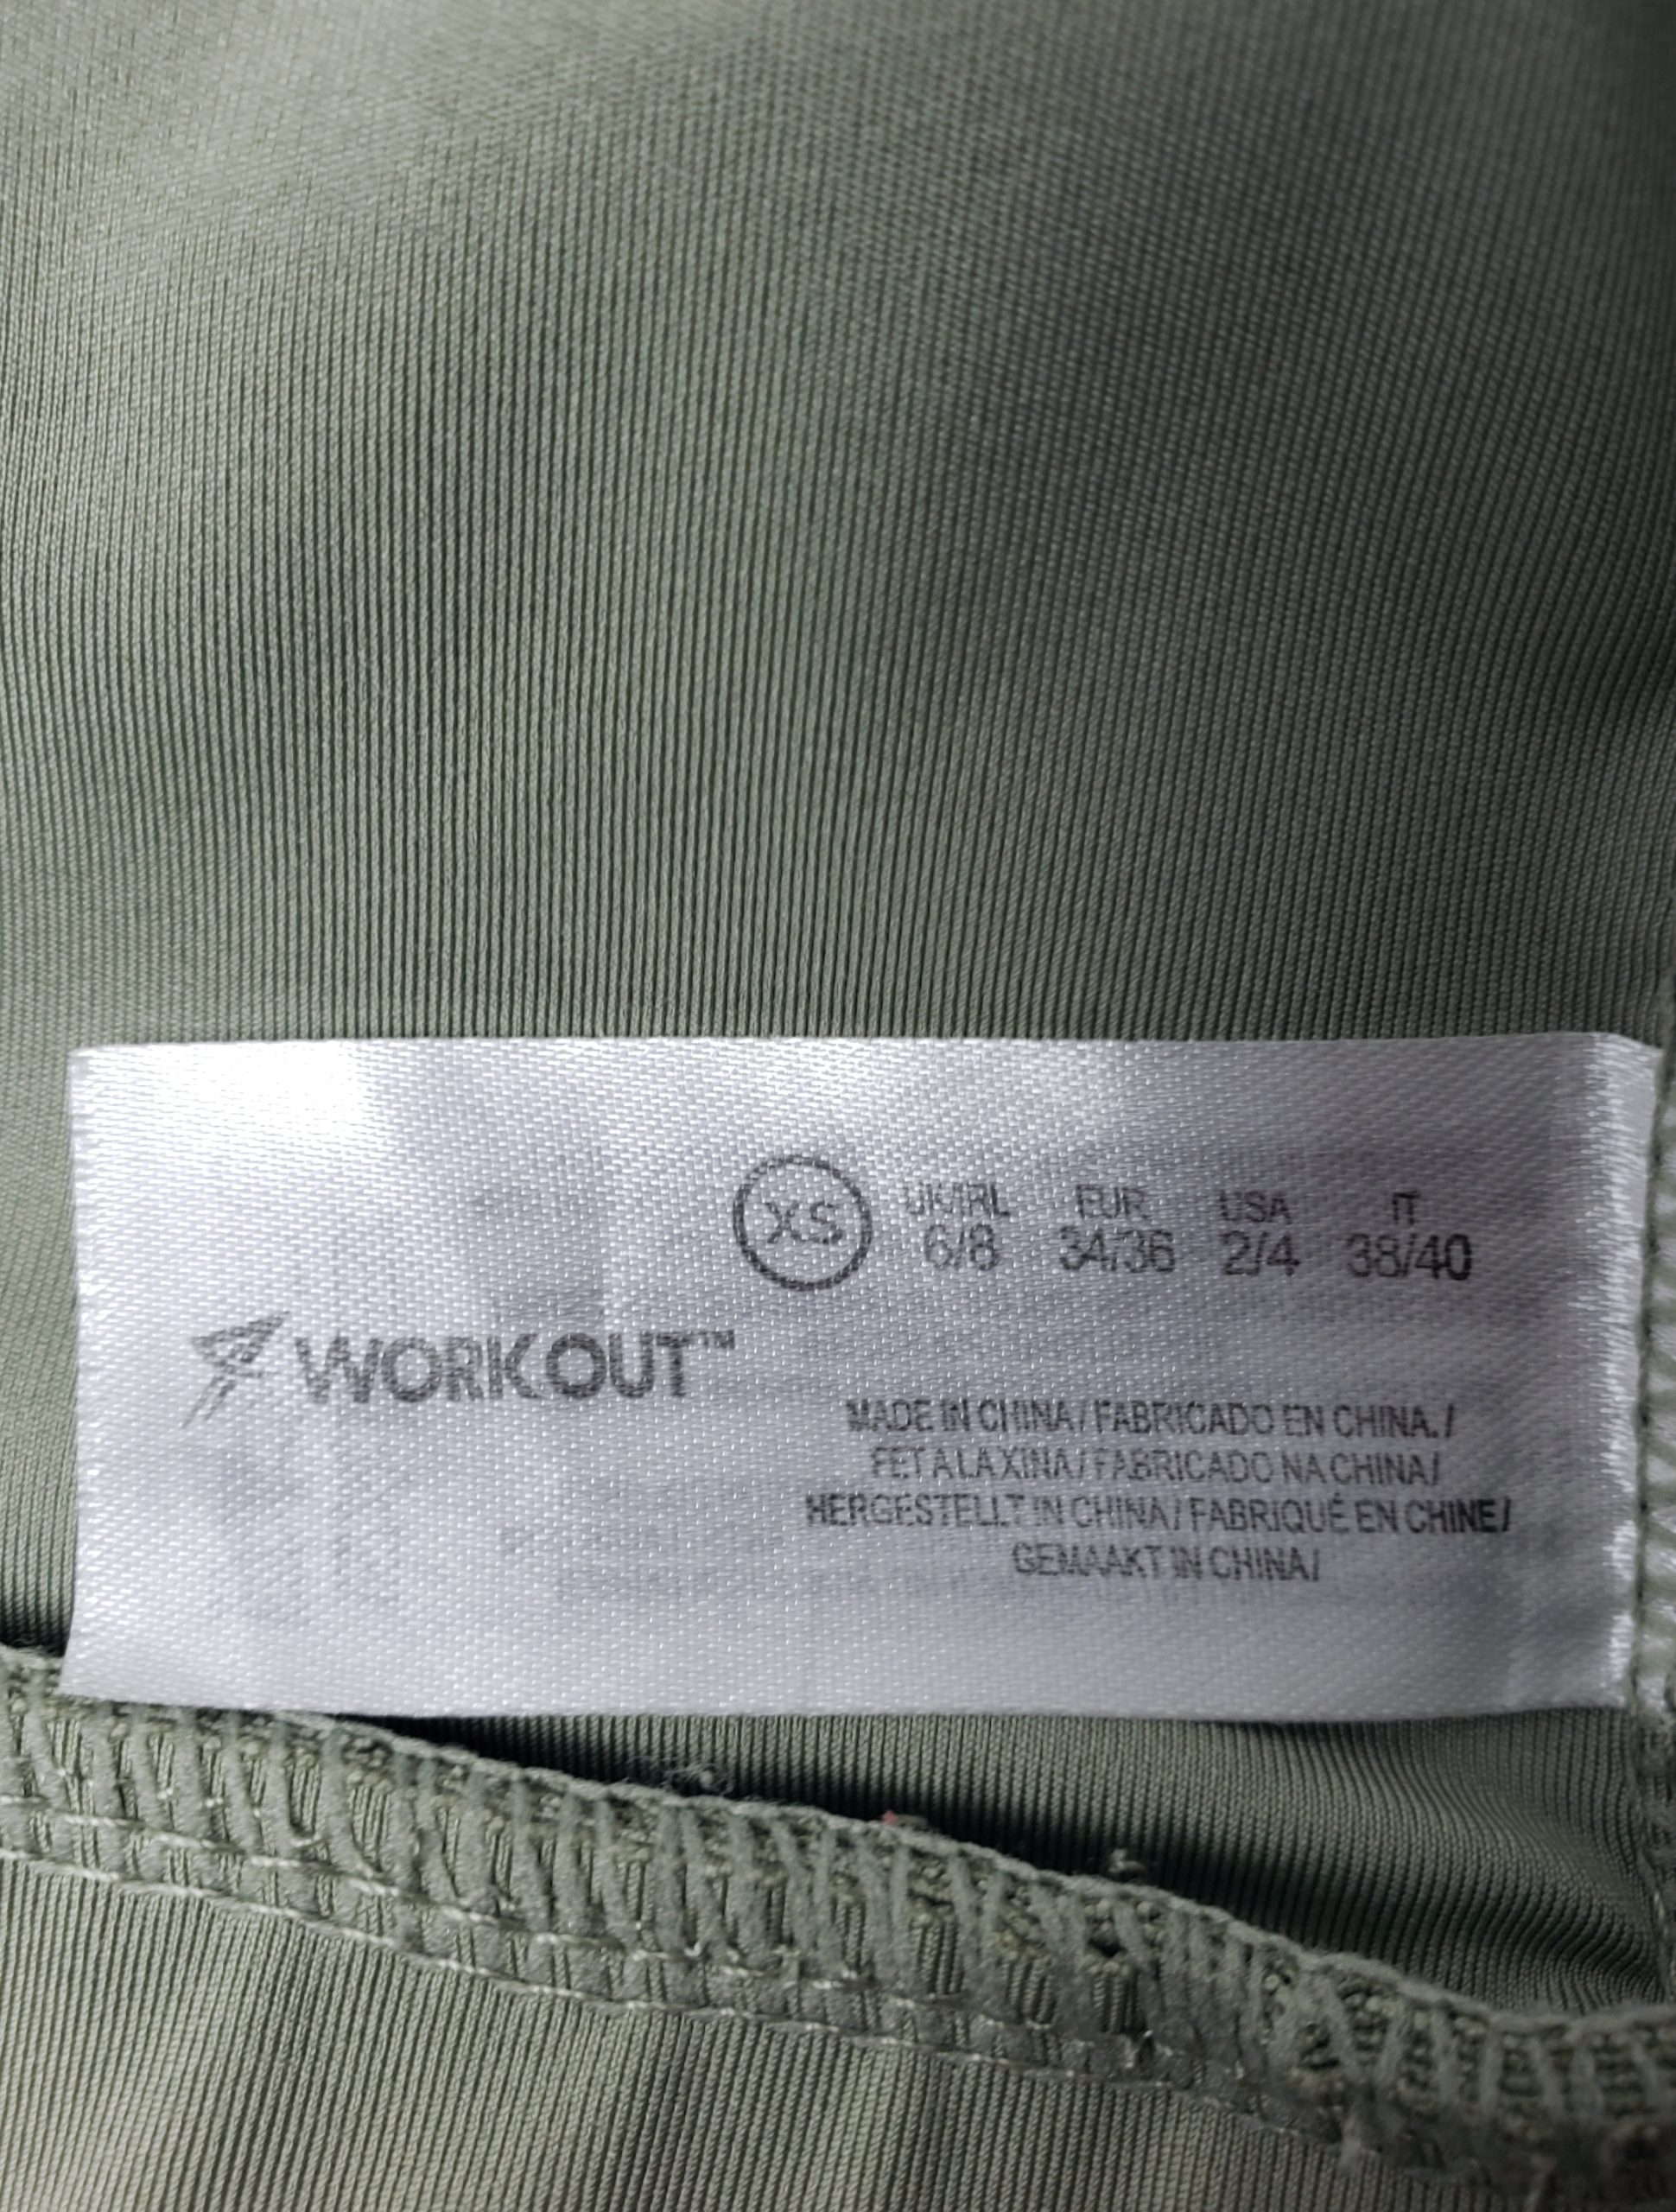 XS UK/IRL EUR USA IT
6/8 34/36 2/4 38/40
WORKOUT™
MADE IN CHINA / FABRICADO EN CHINA. /
FET A LA XINA / FABRICADO NA CHINA /
HERGESTELLT IN CHINA / FABRIQUÉ EN CHINE /
GEMAAKT IN CHINA /